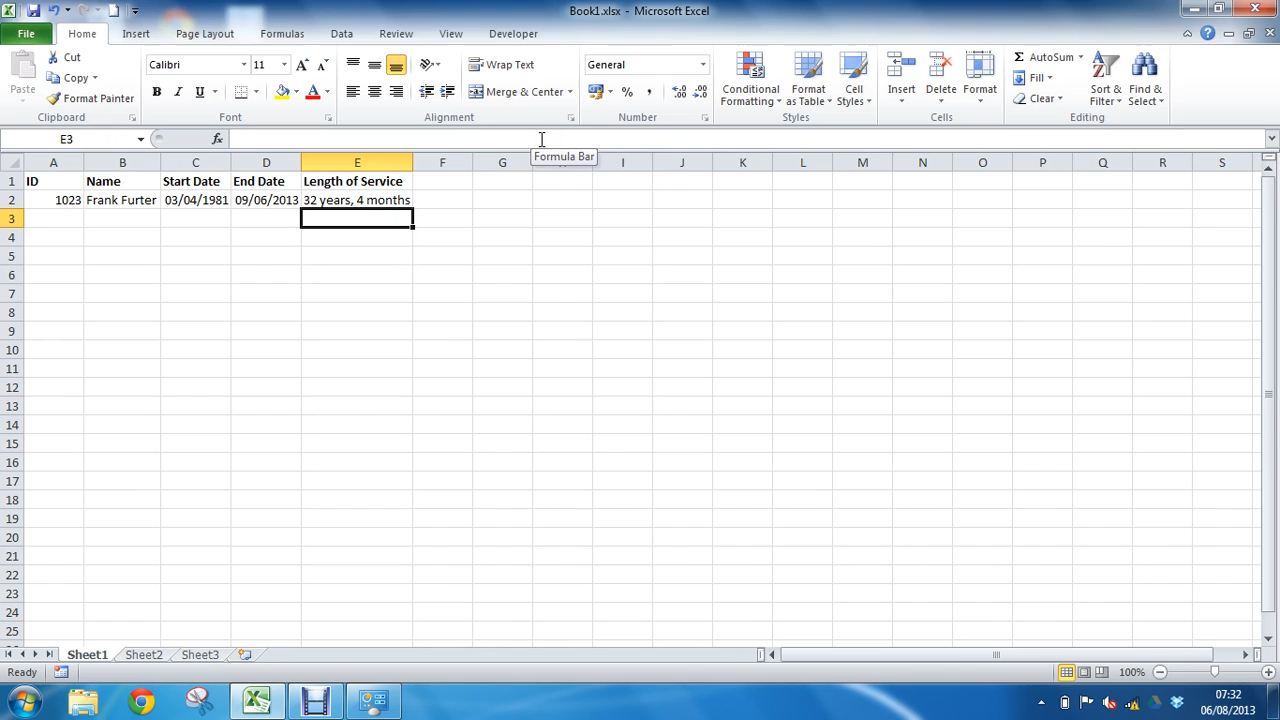 Book1.xlsx - Microsoft Excel
File Home Insert Page Layout Formulas Data Review View Developer
Cut
Copy
Format Painter
Paste
Clipboard
Calibri 11
B I U
Font
Wrap Text
Merge & Center
Alignment
General
%
Number
Conditional Formatting
Format as Table
Cell Styles
Styles
Insert
Delete
Format
Cells
AutoSum
Fill
Clear
Sort & Filter
Find & Select
Editing
E3 fx
Formula Bar
A B C D E F G I J K L M N O P Q R S
1 ID Name Start Date End Date Length of Service
2 1023 Frank Furter 03/04/1981 09/06/2013 32 years, 4 months
3
4
5
6
7
8
9
10
11
12
13
14
15
16
17
18
19
20
21
22
23
24
25
Sheet1 Sheet2 Sheet3
Ready 100%
07:32
06/08/2013